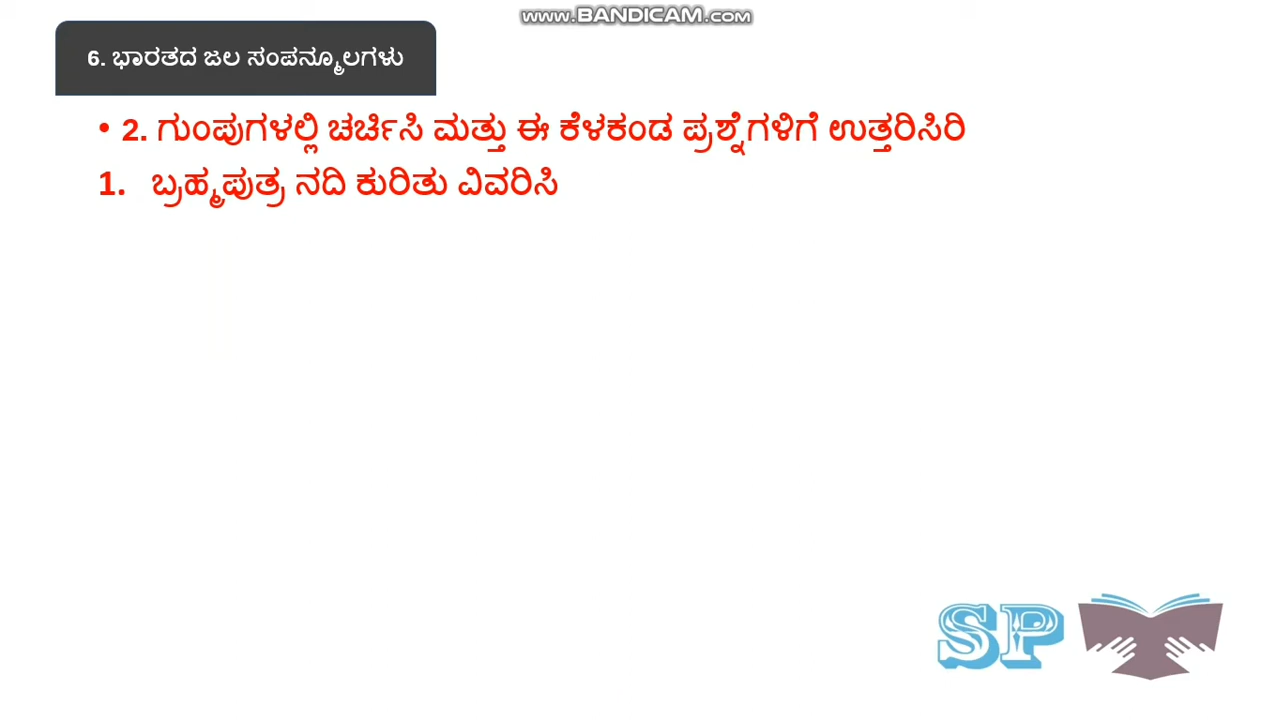 www.BANDICAM.com
6. ಭಾರತದ ಜಲ ಸಂಪನ್ಮೂಲಗಳು
• 2. ಗುಂಪುಗಳಲ್ಲಿ ಚರ್ಚಿಸಿ ಮತ್ತು ಈ ಕೆಳಕಂಡ ಪ್ರಶ್ನೆಗಳಿಗೆ ಉತ್ತರಿಸಿರಿ
1. ಬ್ರಹ್ಮಪುತ್ರ ನದಿ ಕುರಿತು ವಿವರಿಸಿ
SP